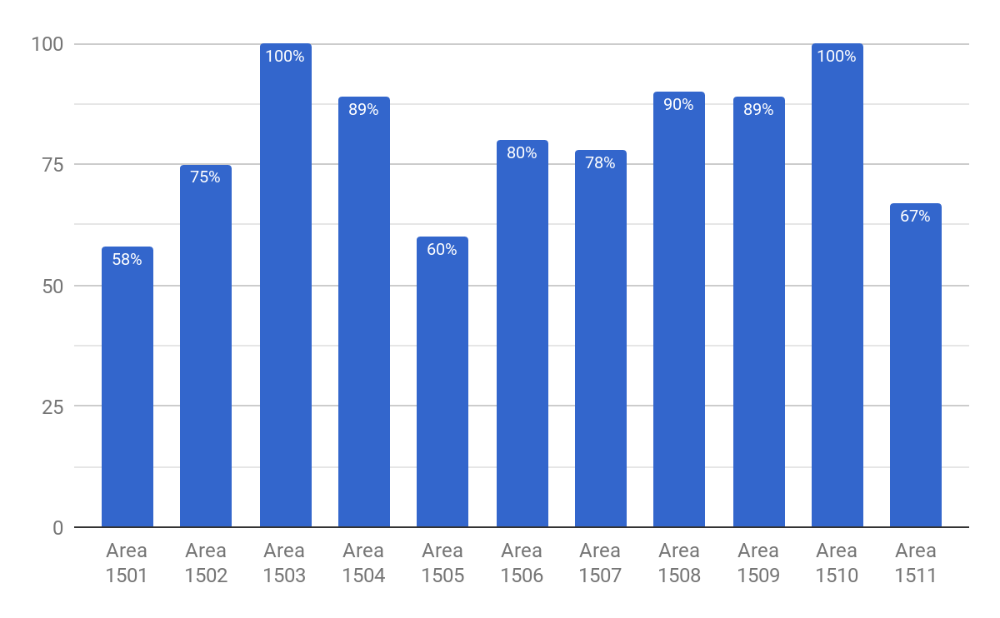 100
75
50
25
0
58%
75%
100%
89%
60%
80%
78%
90%
89%
100%
67%
Area 1501
Area 1502
Area 1503
Area 1504
Area 1505
Area 1506
Area 1507
Area 1508
Area 1509
Area 1510
Area 1511